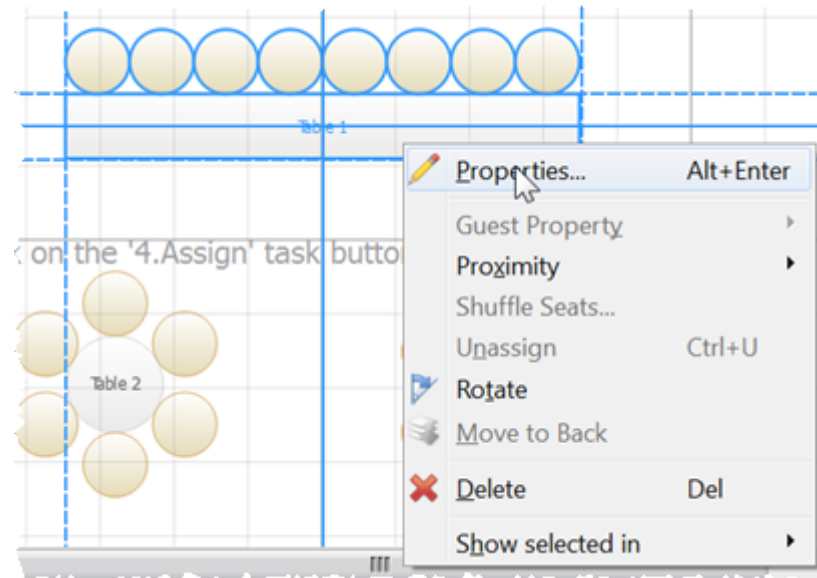 Table 1
Properties... Alt+Enter
Guest Property
on the '4.Assign' task butto
Proximity
Shuffle Seats...
Unassign Ctrl+U
Table 2
Rotate
Move to Back
Delete Del
Show selected in